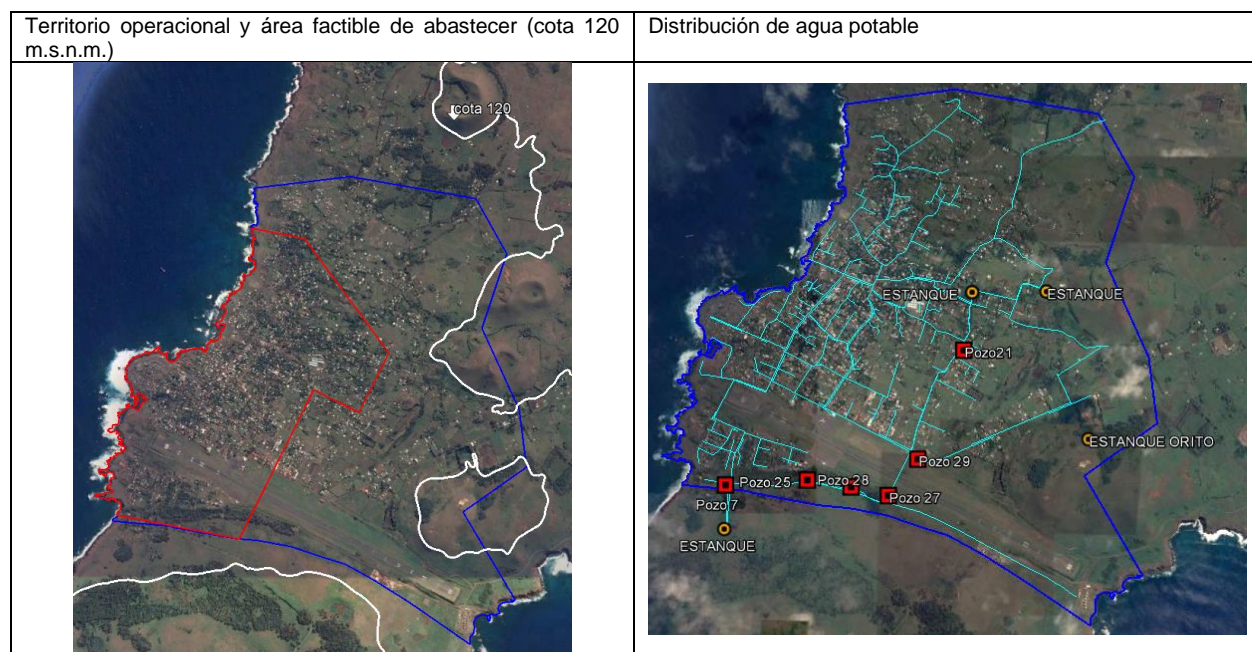 Territorio operacional y área factible de abastecer (cota 120
m.s.n.m.)
Distribución de agua potable
cota 120
ESTANQUE
ESTANQUE
Pozo21
ESTANQUE ORITO
Pozo 29
Pozo 25
Pozo 28
Pozo 27
Pozo 7
ESTANQUE